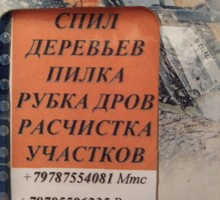 СПИЛ
ДЕРЕВЬЕВ
ПИЛКА
РУБКА ДРОВ
РАСЧИСТКА
УЧАСТКОВ
+79787554081 Мтс